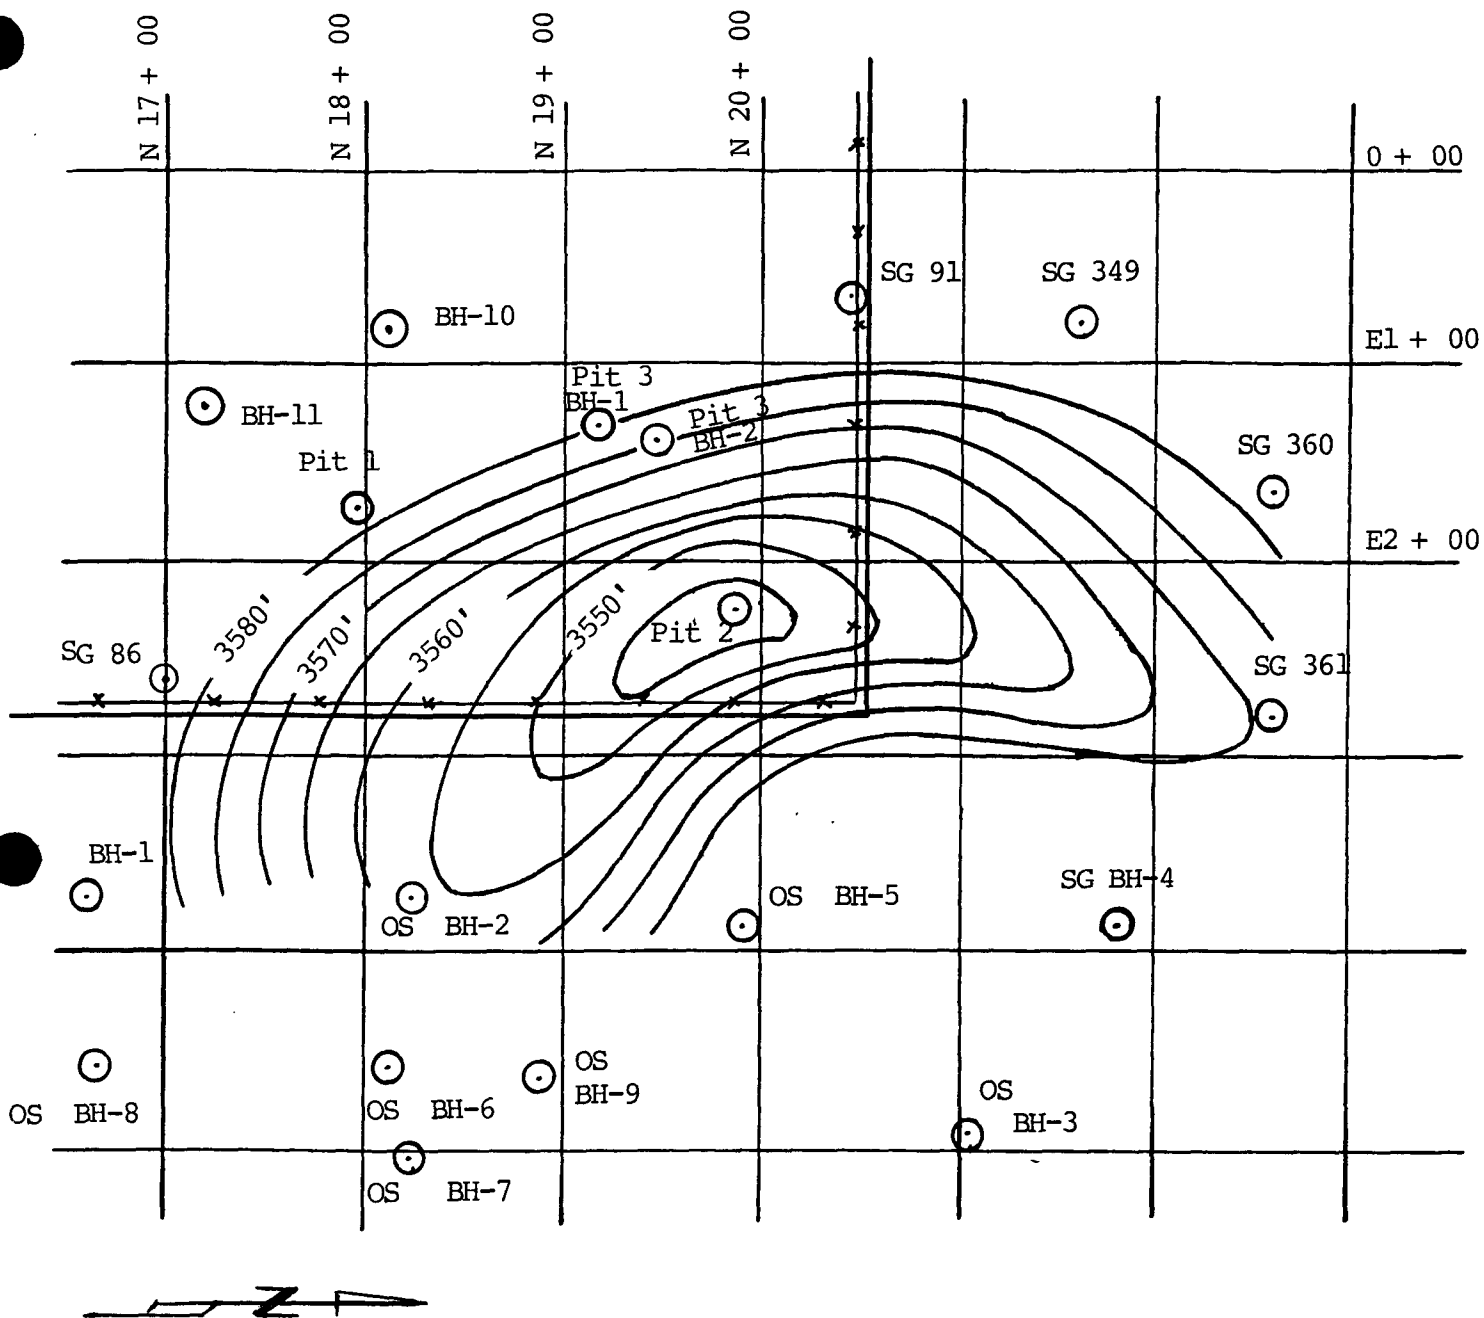 N 17 + 00
N 18 + 00
N 19 + 00
N 20 + 00
0 + 00
SG 91
SG 349
BH-10
E1 + 00
Pit 3
BH-1
Pit 3
BH-2
BH-11
Pit 1
SG 360
E2 + 00
3580'
3570'
3560'
3550'
Pit 2
SG 86
SG 361
BH-1
OS BH-2
OS BH-5
SG BH-4
OS BH-8
OS BH-6
OS
BH-9
OS
BH-3
OS BH-7
N